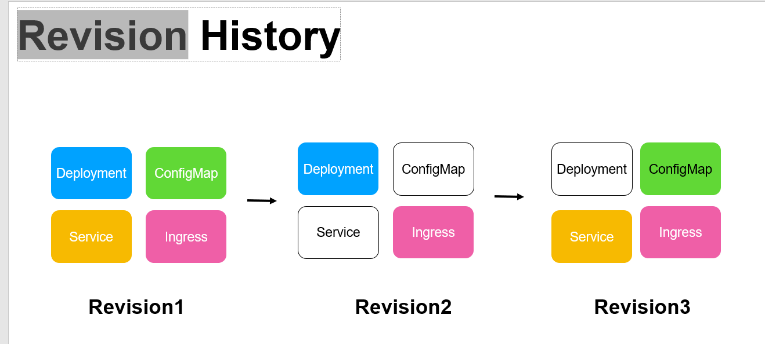 Revision History
Deployment ConfigMap
Service Ingress
Revision1
Deployment ConfigMap
Service Ingress
Revision2
Deployment ConfigMap
Service Ingress
Revision3